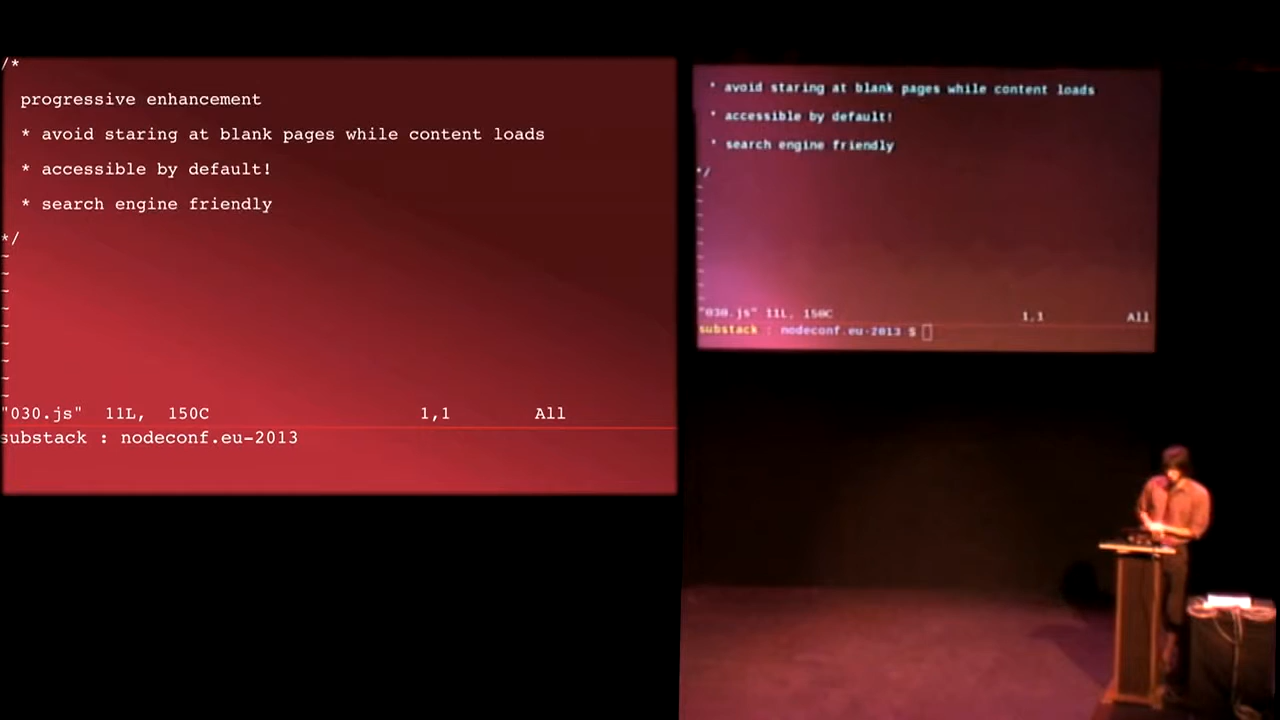 /*
progressive enhancement
* avoid staring at blank pages while content loads
* accessible by default!
* search engine friendly
*/
~
~
~
~
~
~
~
~
~
"030.js" 11L, 150C 1,1 All
substack : nodeconf.eu-2013
* avoid staring at blank pages while content loads
* accessible by default!
* search engine friendly
*/
~
~
~
~
~
~
~
~
~
"030.js" 11L, 150C 1,1 All
substack : nodeconf.eu-2013 $